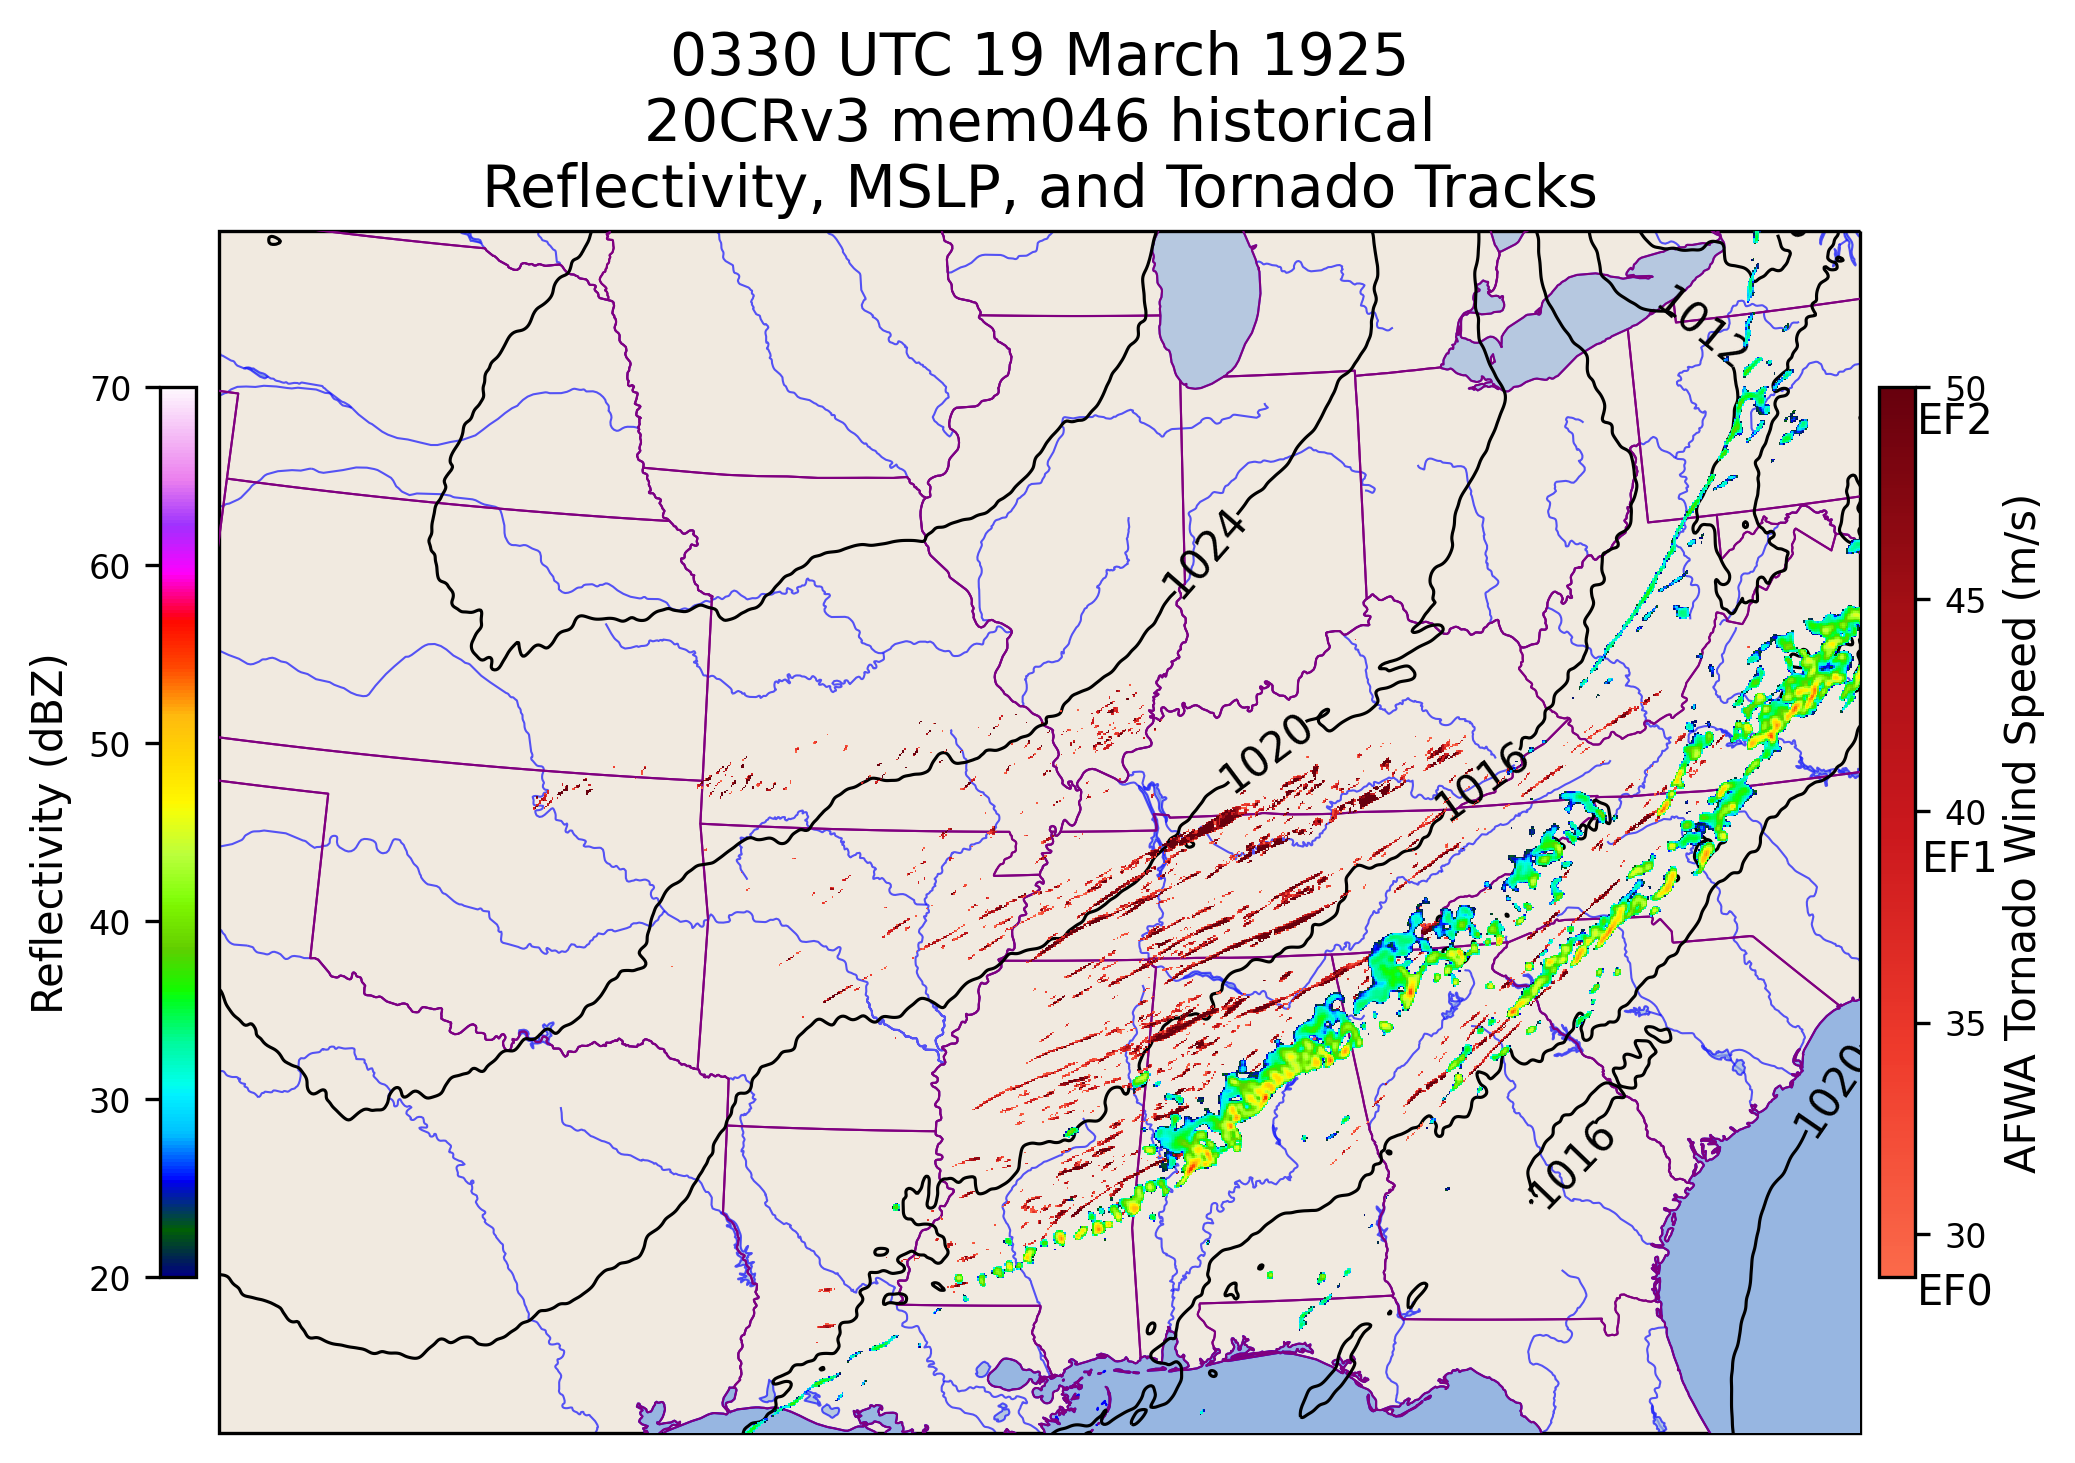 0330 UTC 19 March 1925
20CRv3 mem046 historical
Reflectivity, MSLP, and Tornado Tracks
Reflectivity (dBZ)
70
60
50
40
30
20
1012
1024
1020
1016
1020
1016
50
EF2
45
40
EF1
35
30
EF0
AFWA Tornado Wind Speed (m/s)